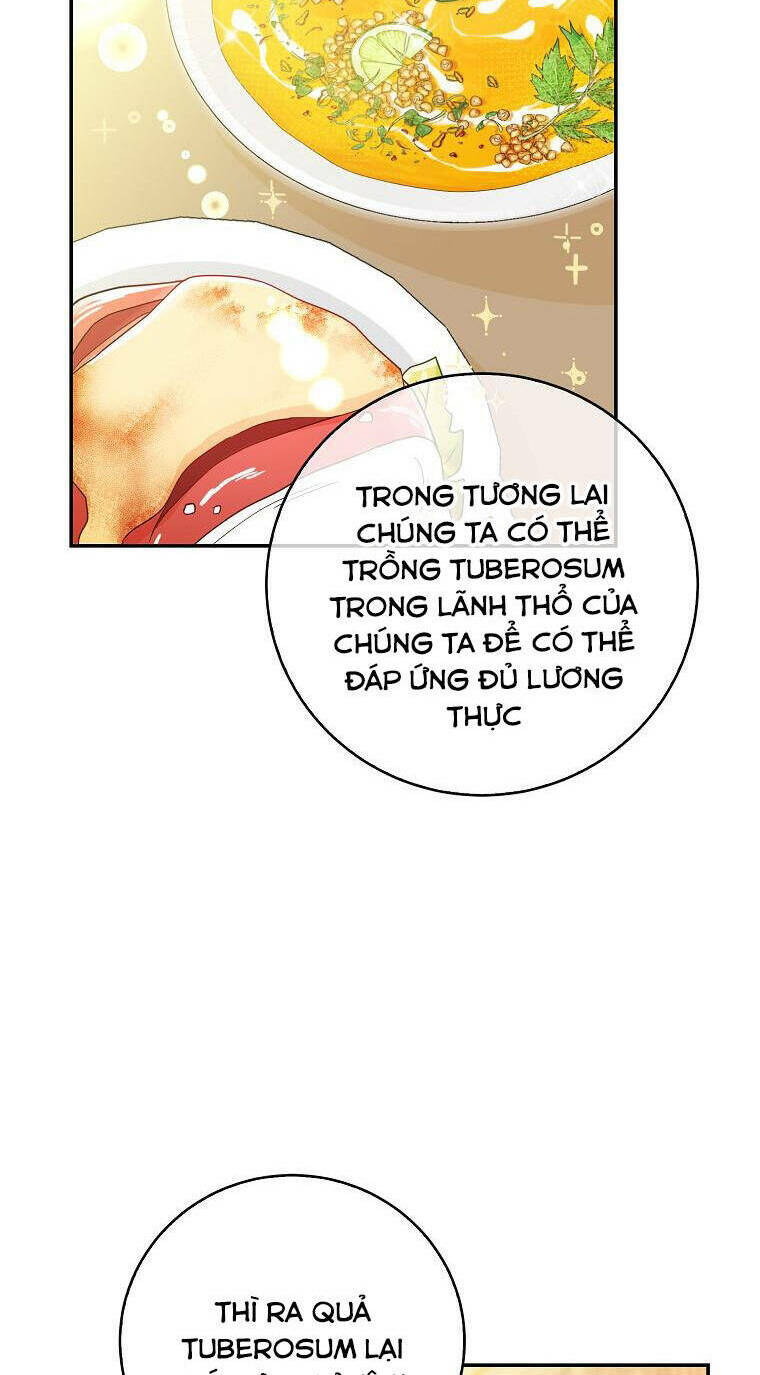 TRONG TƯƠNG LAI
CHÚNG TA CÓ THỂ
TRỒNG TUBEROSUM
TRONG LÃNH THỔ CỦA
CHÚNG TA ĐỂ CÓ THỂ
ĐÁP ỨNG ĐỦ LƯƠNG
THỰC
THÌ RA QUẢ
TUBEROSUM LẠI